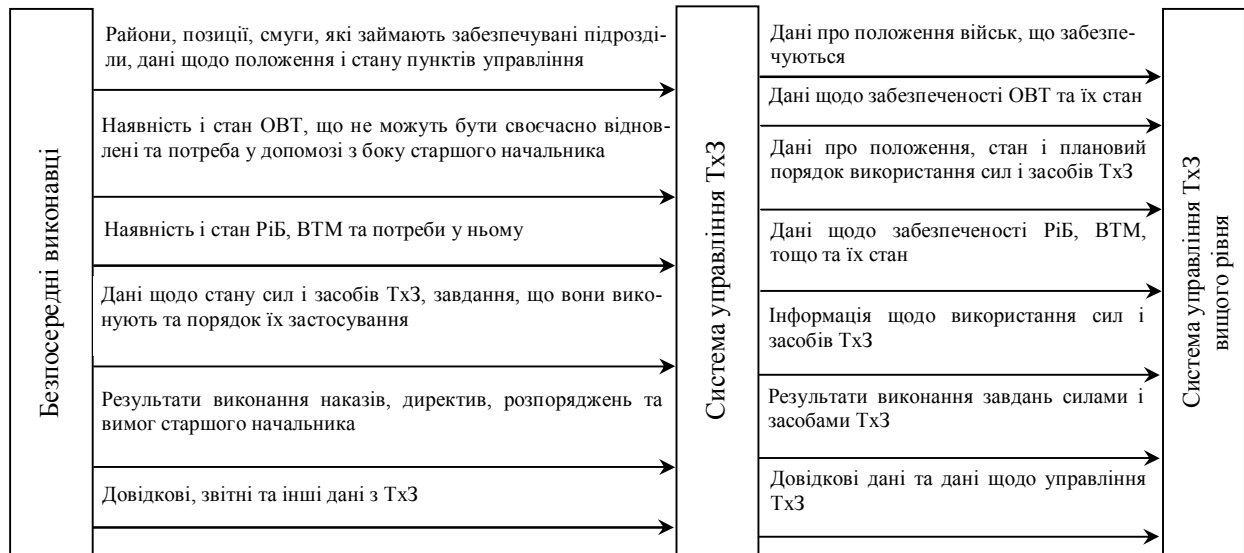 Безпосередні виконавці
Райони, позиції, смуги, які займають забезпечувані підрозді-
ли, дані щодо положення і стану пунктів управління
Наявність і стан ОВТ, що не можуть бути своєчасно віднов-
лені та потреба у допомозі з боку старшого начальника
Наявність і стан РіБ, ВТМ та потреби у ньому
Дані щодо стану сил і засобів ТхЗ, завдання, що вони вико-
нують та порядок їх застосування
Результати виконання наказів, директив, розпоряджень та
вимог старшого начальника
Довідкові, звітні та інші дані з ТхЗ
Система управління ТхЗ
Дані про положення військ, що забезпе-
чуються
Дані щодо забезпеченості ОВТ та їх стан
Дані про положення, стан і плановий
порядок використання сил і засобів ТхЗ
Дані щодо забезпеченості РіБ, ВТМ,
тощо та їх стан
Інформація щодо використання сил і
засобів ТхЗ
Результати виконання завдань силами і
засобами ТхЗ
Довідкові дані та дані щодо управління
ТхЗ
Система управління ТхЗ
вищого рівня